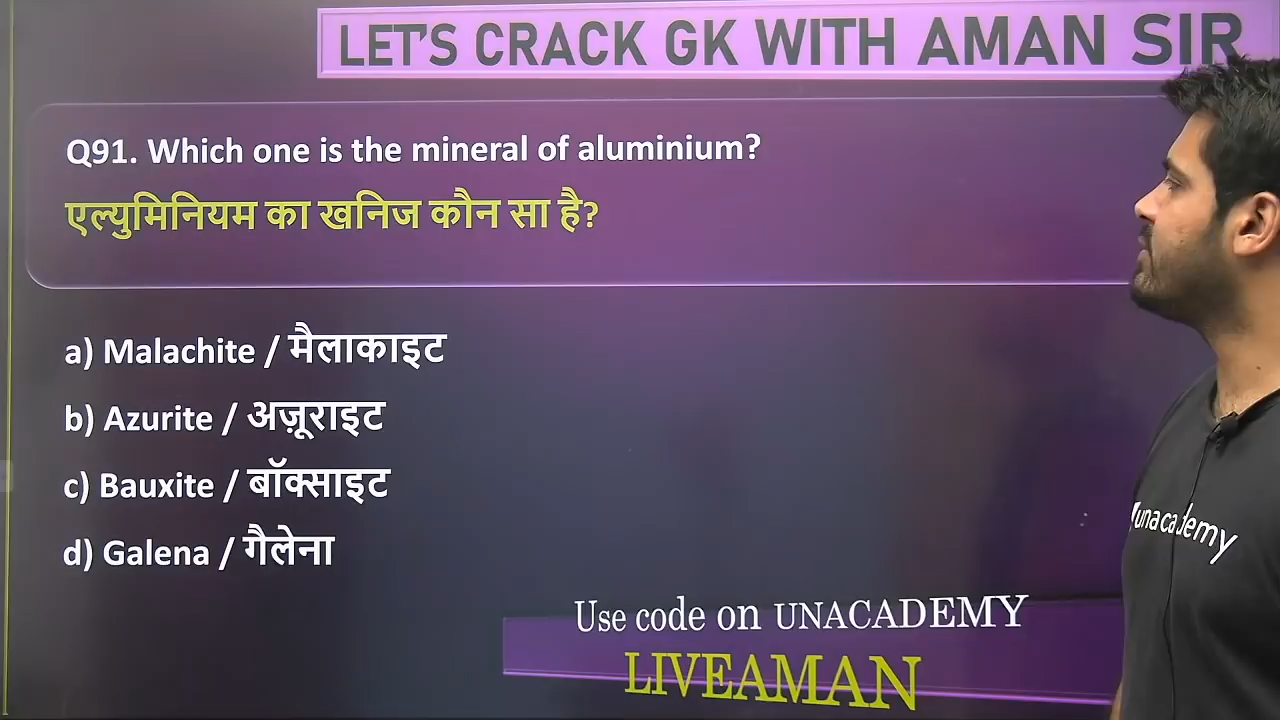 LET'S CRACK GK WITH AMAN SIR
Q91. Which one is the mineral of aluminium?
एल्युमिनियम का खनिज कौन सा है?
a) Malachite / मैलाकाइट
b) Azurite / अज़ूराइट
c) Bauxite / बॉक्साइट
d) Galena / गैलेना
unacademy
Use code on UNACADEMY
LIVEAMAN